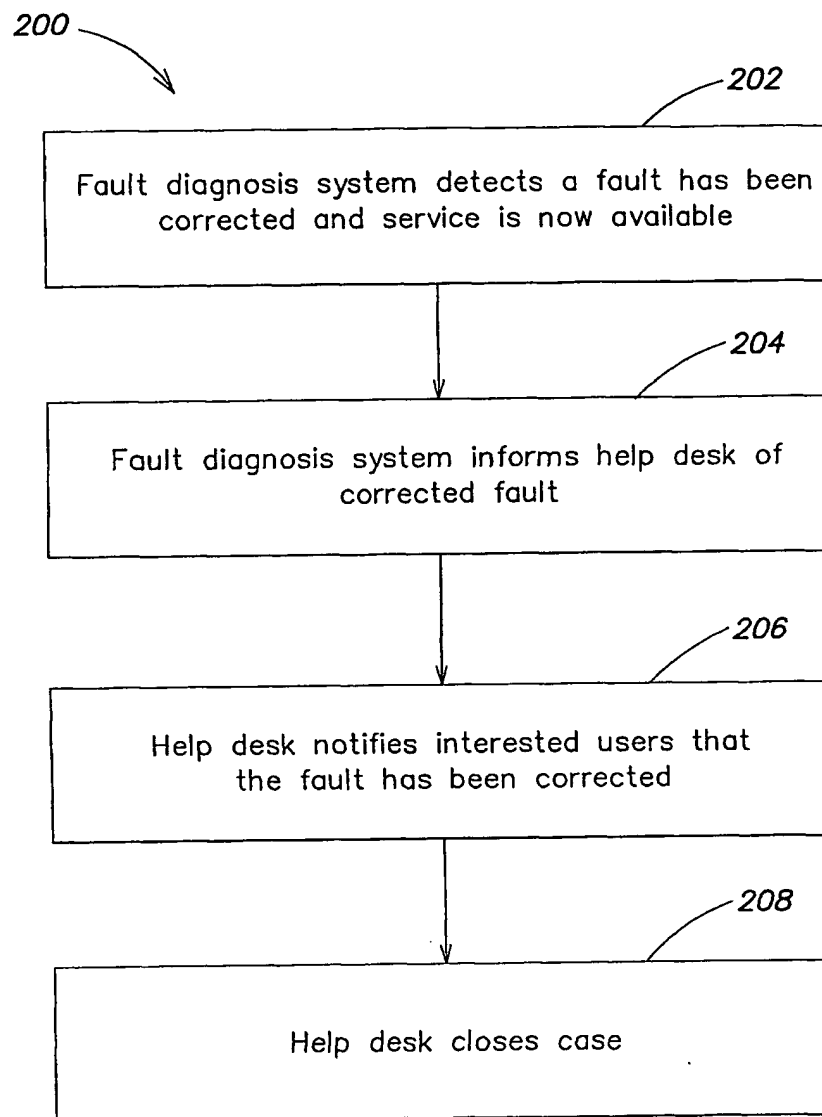 200
202
Fault diagnosis system detects a fault has been
corrected and service is now available
204
Fault diagnosis system informs help desk of
corrected fault
206
Help desk notifies interested users that
the fault has been corrected
208
Help desk closes case